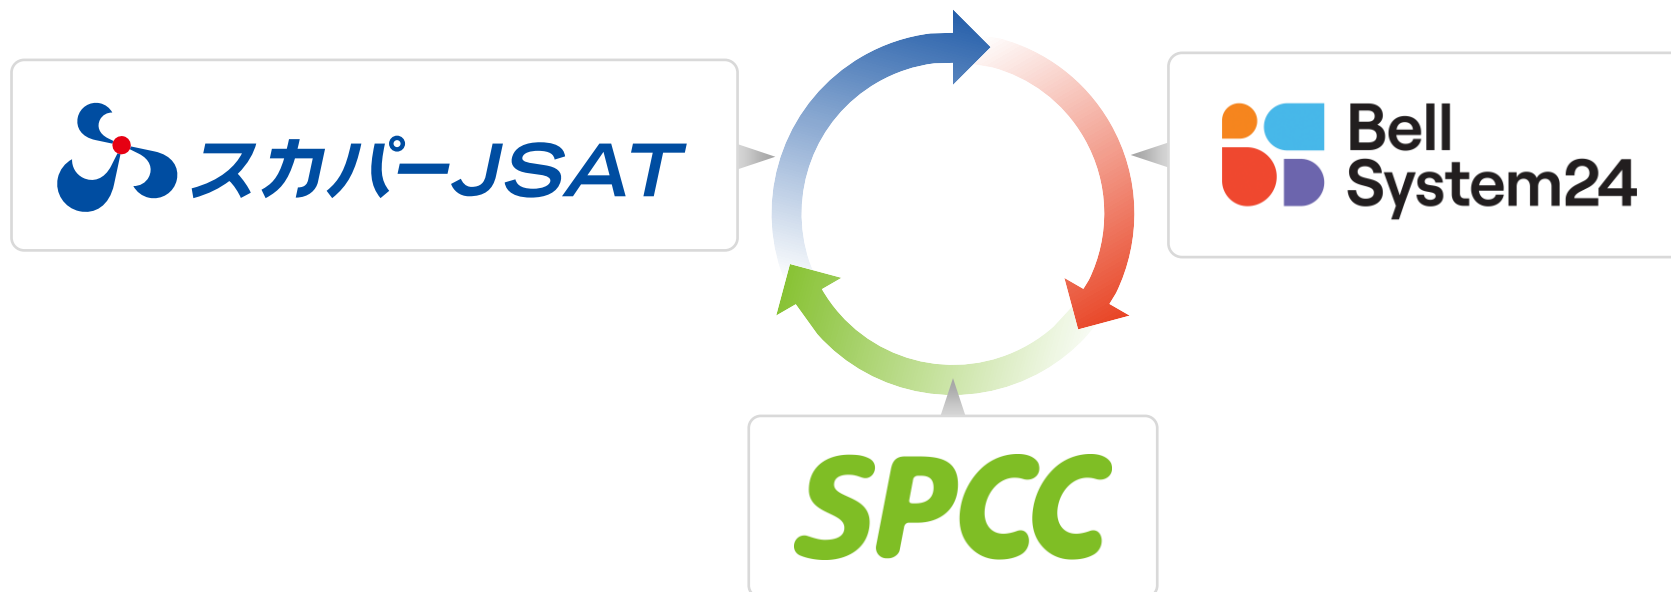 スカパーJSAT
Bell
System24
SPCC